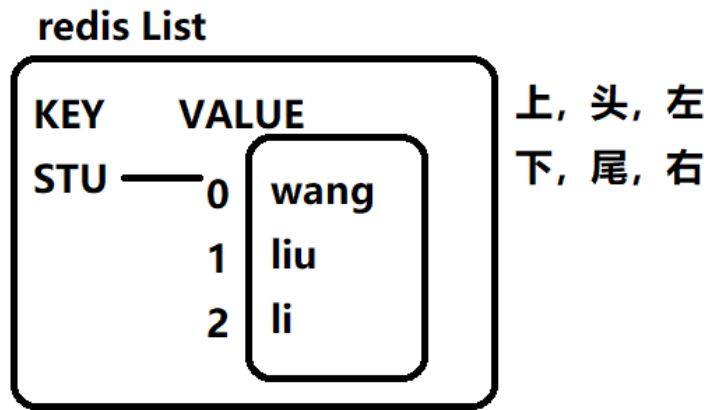 redis List
KEY VALUE
上，头，左
STU 0 wang
下，尾，右
1 liu
2 li